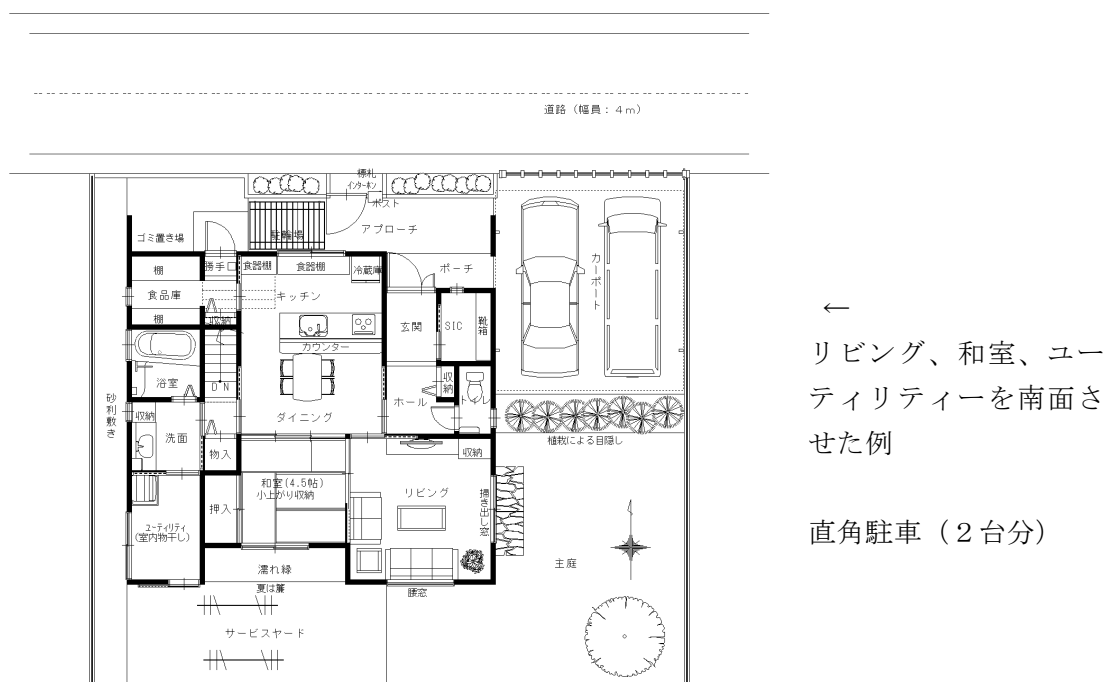 道路（幅員：４ｍ）
標札
ｲﾝﾀｰﾎﾝ
ポスト
駐輪場
アプローチ
ゴミ置き場
棚
勝手口
食器棚
食器棚
冷蔵庫
ポーチ
カーポート
食品庫
キッチン
棚
収納
玄関
SIC
靴箱
カウンター
浴室
DN
ホール
収納
トイレ
砂利敷き
収納
洗面
ダイニング
物入
植栽による目隠し
収納
和室(4.5帖)
小上がり収納
リビング
掃き出し窓
押入
ﾕｰﾃｨﾘﾃｨ
(室内物干し)
濡れ縁
夏は簾
腰窓
主庭
サービスヤード
←
リビング、和室、ユー
ティリティーを南面さ
せた例
直角駐車（２台分）